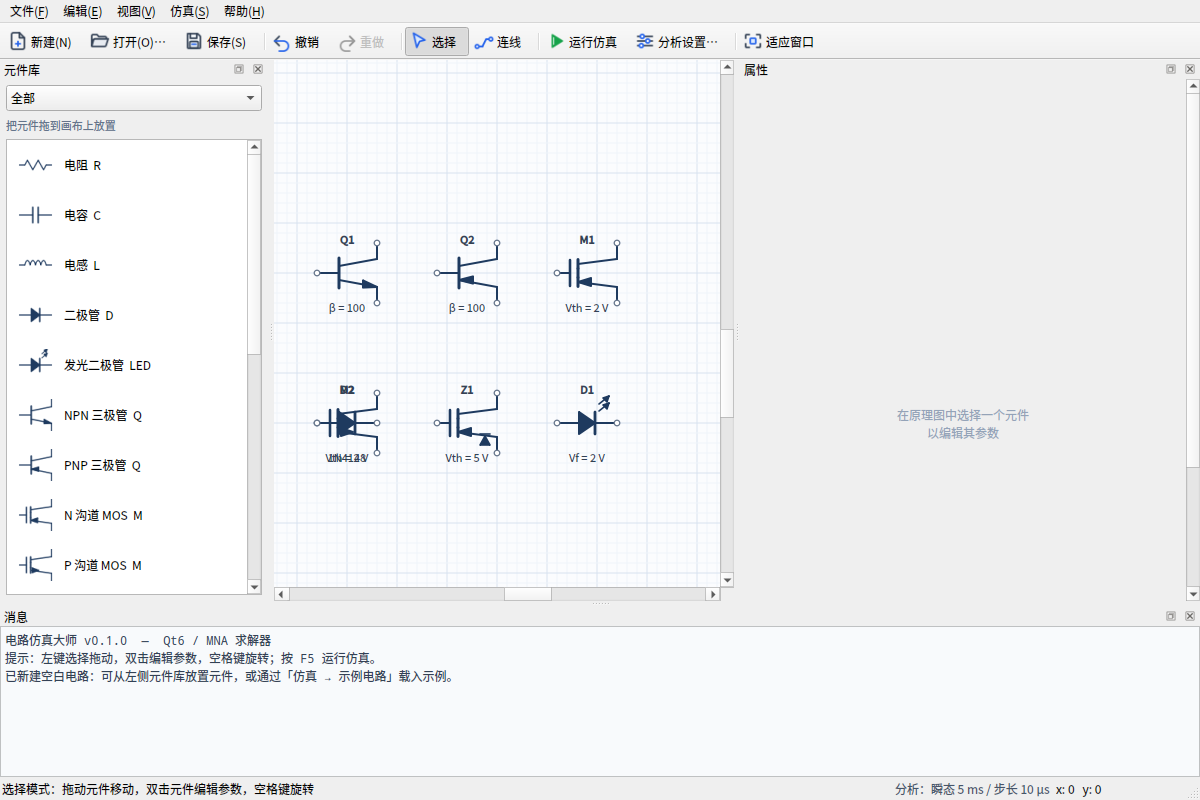 文件(F) 编辑(E) 视图(V) 仿真(S) 帮助(H)
新建(N) 打开(O)… 保存(S) 撤销 重做 选择 连线 运行仿真 分析设置… 适应窗口
元件库
全部
把元件拖到画布上放置
电阻 R
电容 C
电感 L
二极管 D
发光二极管 LED
NPN 三极管 Q
PNP 三极管 Q
N 沟道 MOS M
P 沟道 MOS M
Q1 Q2 M1
β = 100 β = 100 Vth = 2 V
Z1 D1
Vth = 5 V Vf = 2 V
属性
在原理图中选择一个元件
以编辑其参数
消息
电路仿真大师 v0.1.0 — Qt6 / MNA 求解器
提示: 左键选择拖动，双击编辑参数，空格键旋转；按 F5 运行仿真。
已新建空白电路: 可从左侧元件库放置元件，或通过「仿真 → 示例电路」载入示例。
选择模式: 拖动元件移动，双击元件编辑参数，空格键旋转
分析: 瞬态 5 ms / 步长 10 µs x: 0 y: 0